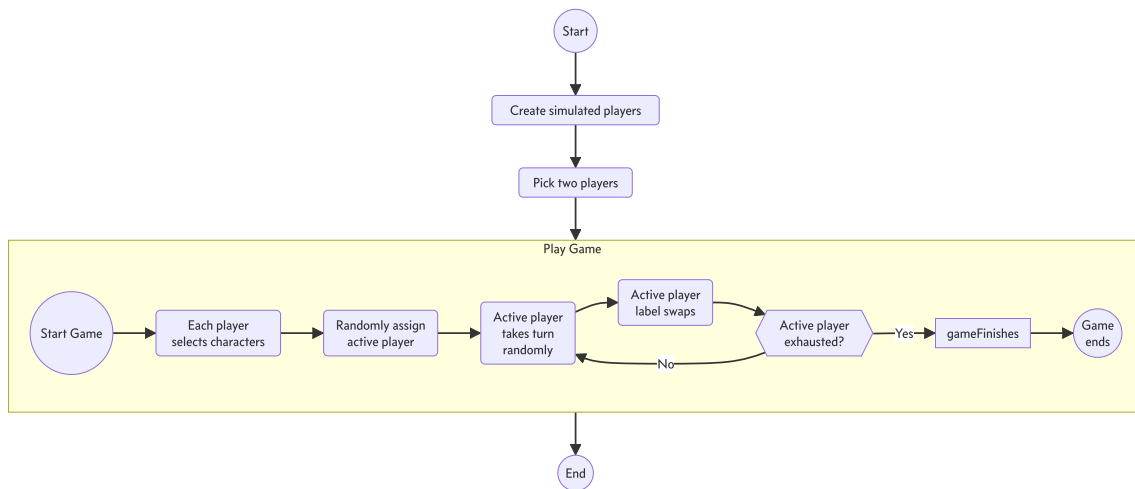 Start
Create simulated players
Pick two players
Play Game
Start Game
Each player
selects characters
Randomly assign
active player
Active player
takes turn
randomly
Active player
label swaps
Active player
exhausted?
Yes
No
gameFinishes
Game
ends
End